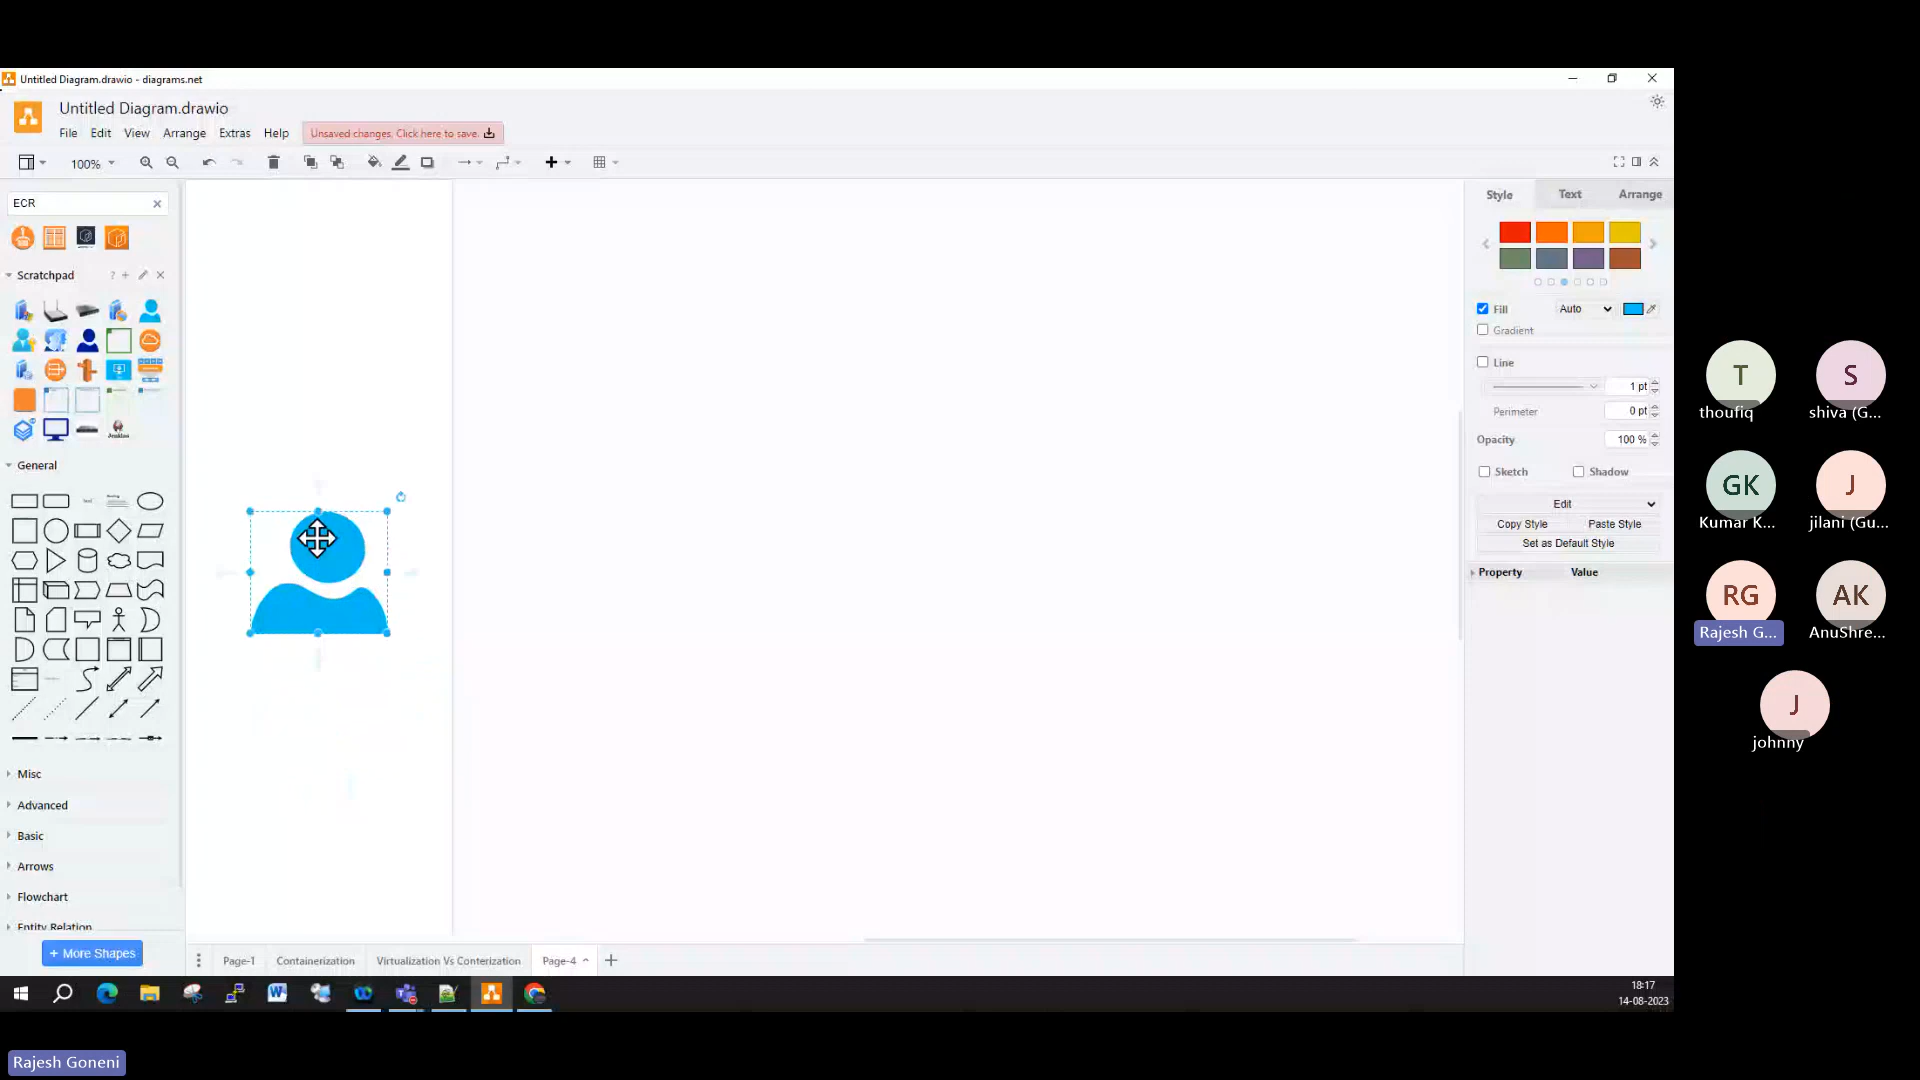 Untitled Diagram.drawio - diagrams.net
Untitled Diagram.drawio
File Edit View Arrange Extras Help Unsaved changes. Click here to save.
100%
ECR
Scratchpad ?
Jenkins
General
Text
Misc
Advanced
Basic
Arrows
Flowchart
Entity Relation
+ More Shapes
Page-1 Containerization Virtualization Vs Conterization Page-4
Style Text Arrange
Fill Auto
Gradient
Line
1 pt
Perimeter 0 pt
Opacity 100 %
Sketch Shadow
Edit
Copy Style Paste Style
Set as Default Style
Property Value
18:17
14-08-2023
T S
thoufiq shiva (G...
GK J
Kumar K... jilani (Gu...
RG AK
Rajesh G... AnuShre...
J
johnny
Rajesh Goneni